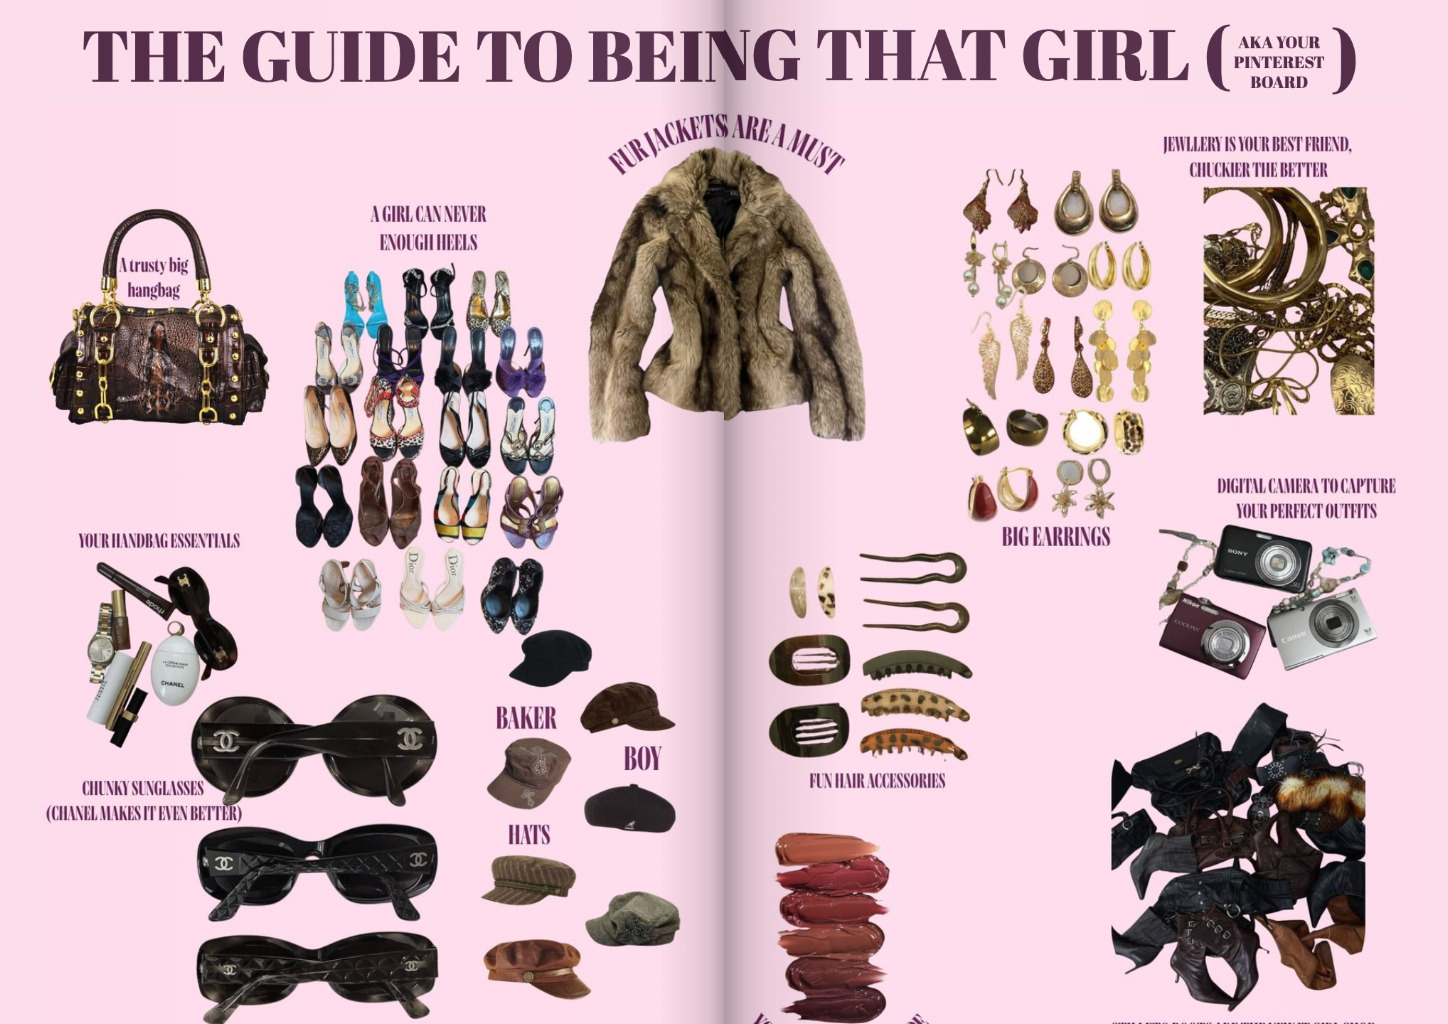 THE GUIDE TO BEING THAT GIRL ( AKA YOUR
PINTEREST
BOARD )
FUR JACKETS ARE A MUST
JEWLLERY IS YOUR BEST FRIEND,
CHUCKIER THE BETTER
A GIRL CAN NEVER
ENOUGH HEELS
A trusty big
hangbag
DIGITAL CAMERA TO CAPTURE
YOUR PERFECT OUTFITS
BIG EARRINGS
YOUR HANDBAG ESSENTIALS
SONY
Nikon
COOLPIX
Canon
Dior
Dior
rhode
CHANEL
BAKER
BOY
HATS
CHUNKY SUNGLASSES
(CHANEL MAKES IT EVEN BETTER)
FUN HAIR ACCESSORIES